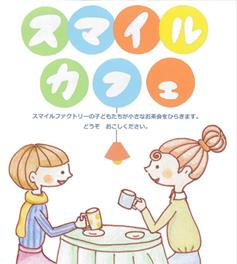 スマイル
カフェ
スマイルファクトリーの子どもたちが小さなお茶会をひらきます。
どうぞ　おこしください。